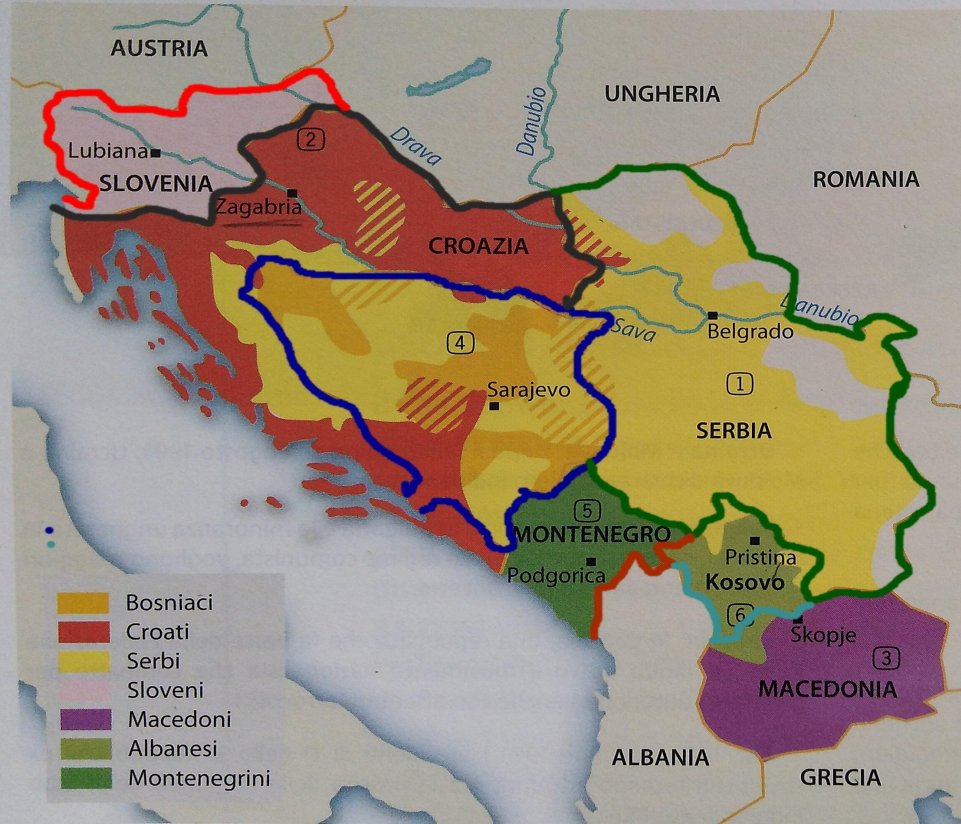 AUSTRIA
UNGHERIA
Danubio
Drava
2
Lubiana
SLOVENIA
ROMANIA
Zagabria
CROAZIA
Danubio
Sava
Belgrado
4
1
Sarajevo
SERBIA
5
MONTENEGRO
Pristina
Podgorica
Kosovo
6
Skopje
3
MACEDONIA
ALBANIA
GRECIA
Bosniaci
Croati
Serbi
Sloveni
Macedoni
Albanesi
Montenegrini